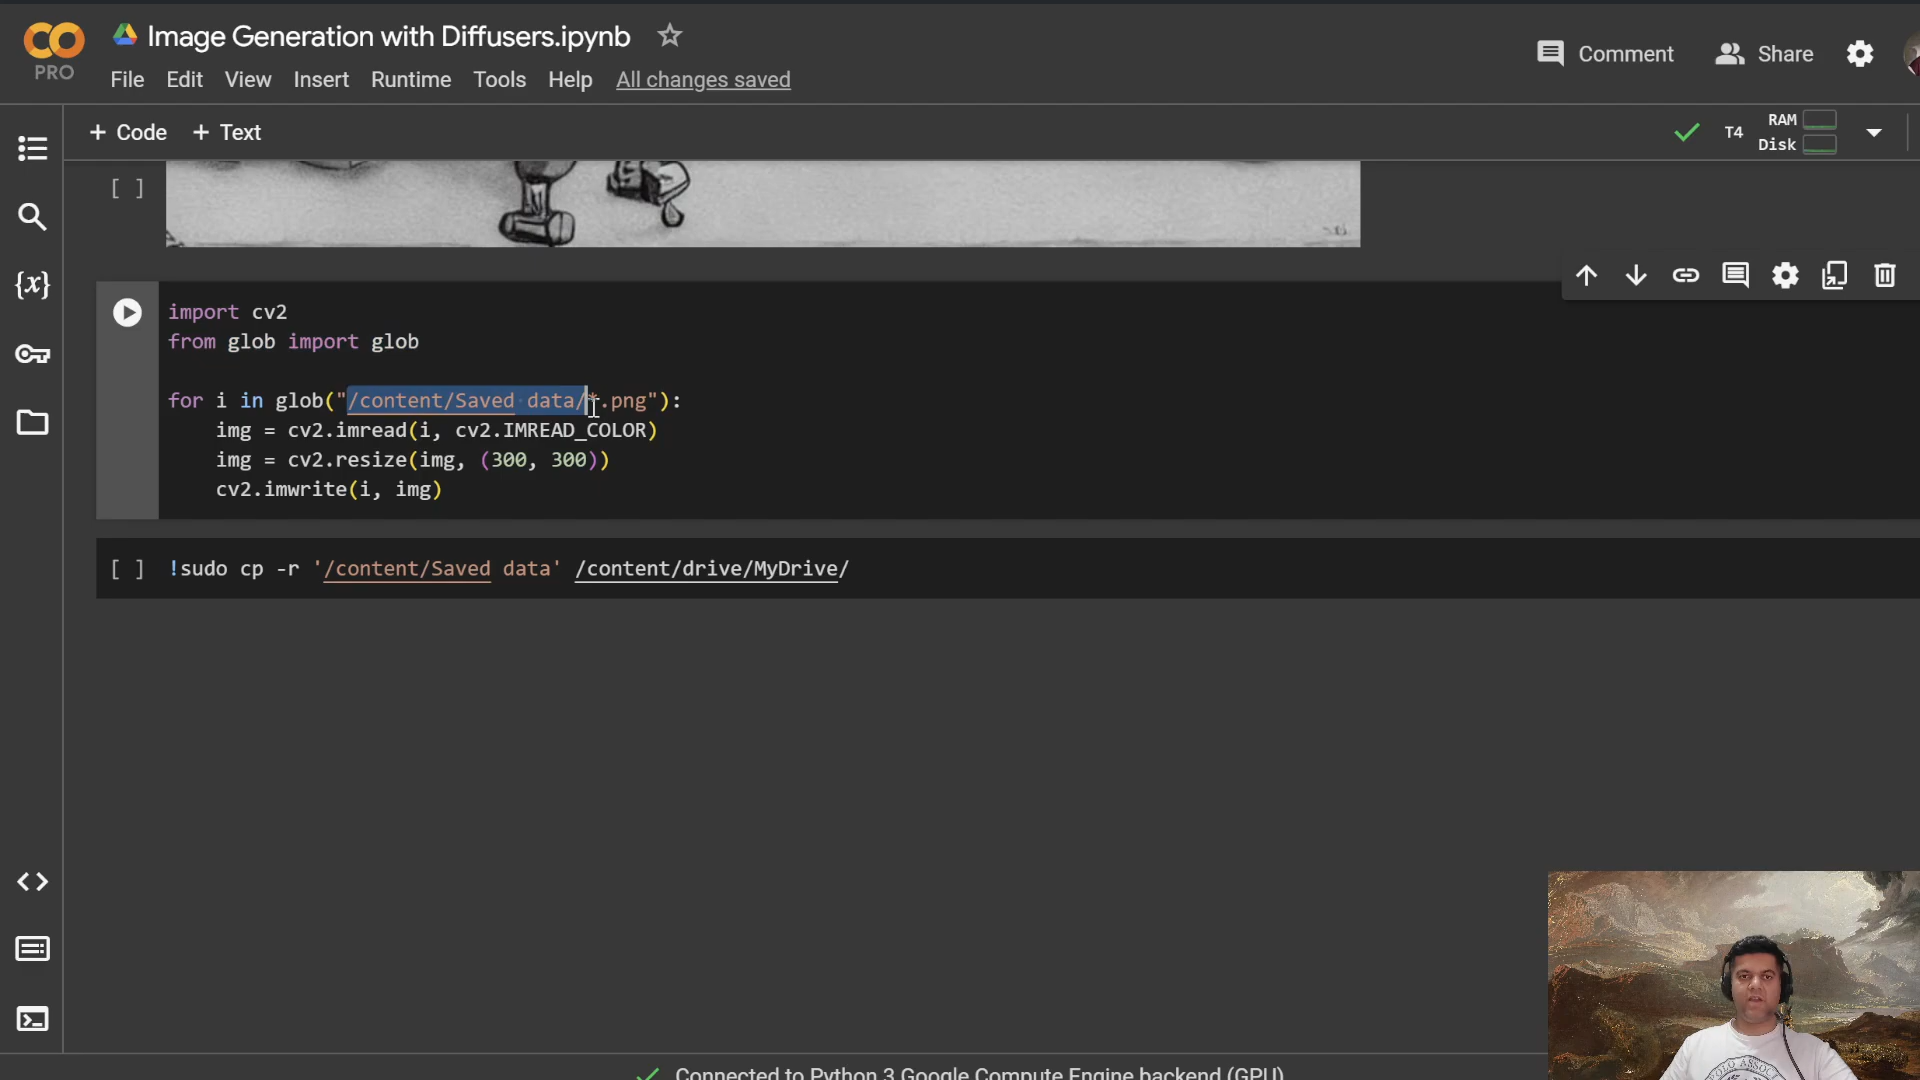 Image Generation with Diffusers.ipynb
PRO
File Edit View Insert Runtime Tools Help All changes saved
Comment
Share
+ Code + Text
T4
RAM
Disk
[ ]
{x}
import cv2
from glob import glob
for i in glob("/content/Saved data/*.png"):
img = cv2.imread(i, cv2.IMREAD_COLOR)
img = cv2.resize(img, (300, 300))
cv2.imwrite(i, img)
[ ] !sudo cp -r '/content/Saved data' /content/drive/MyDrive/
Connected to Python 3 Google Compute Engine backend (GPU)